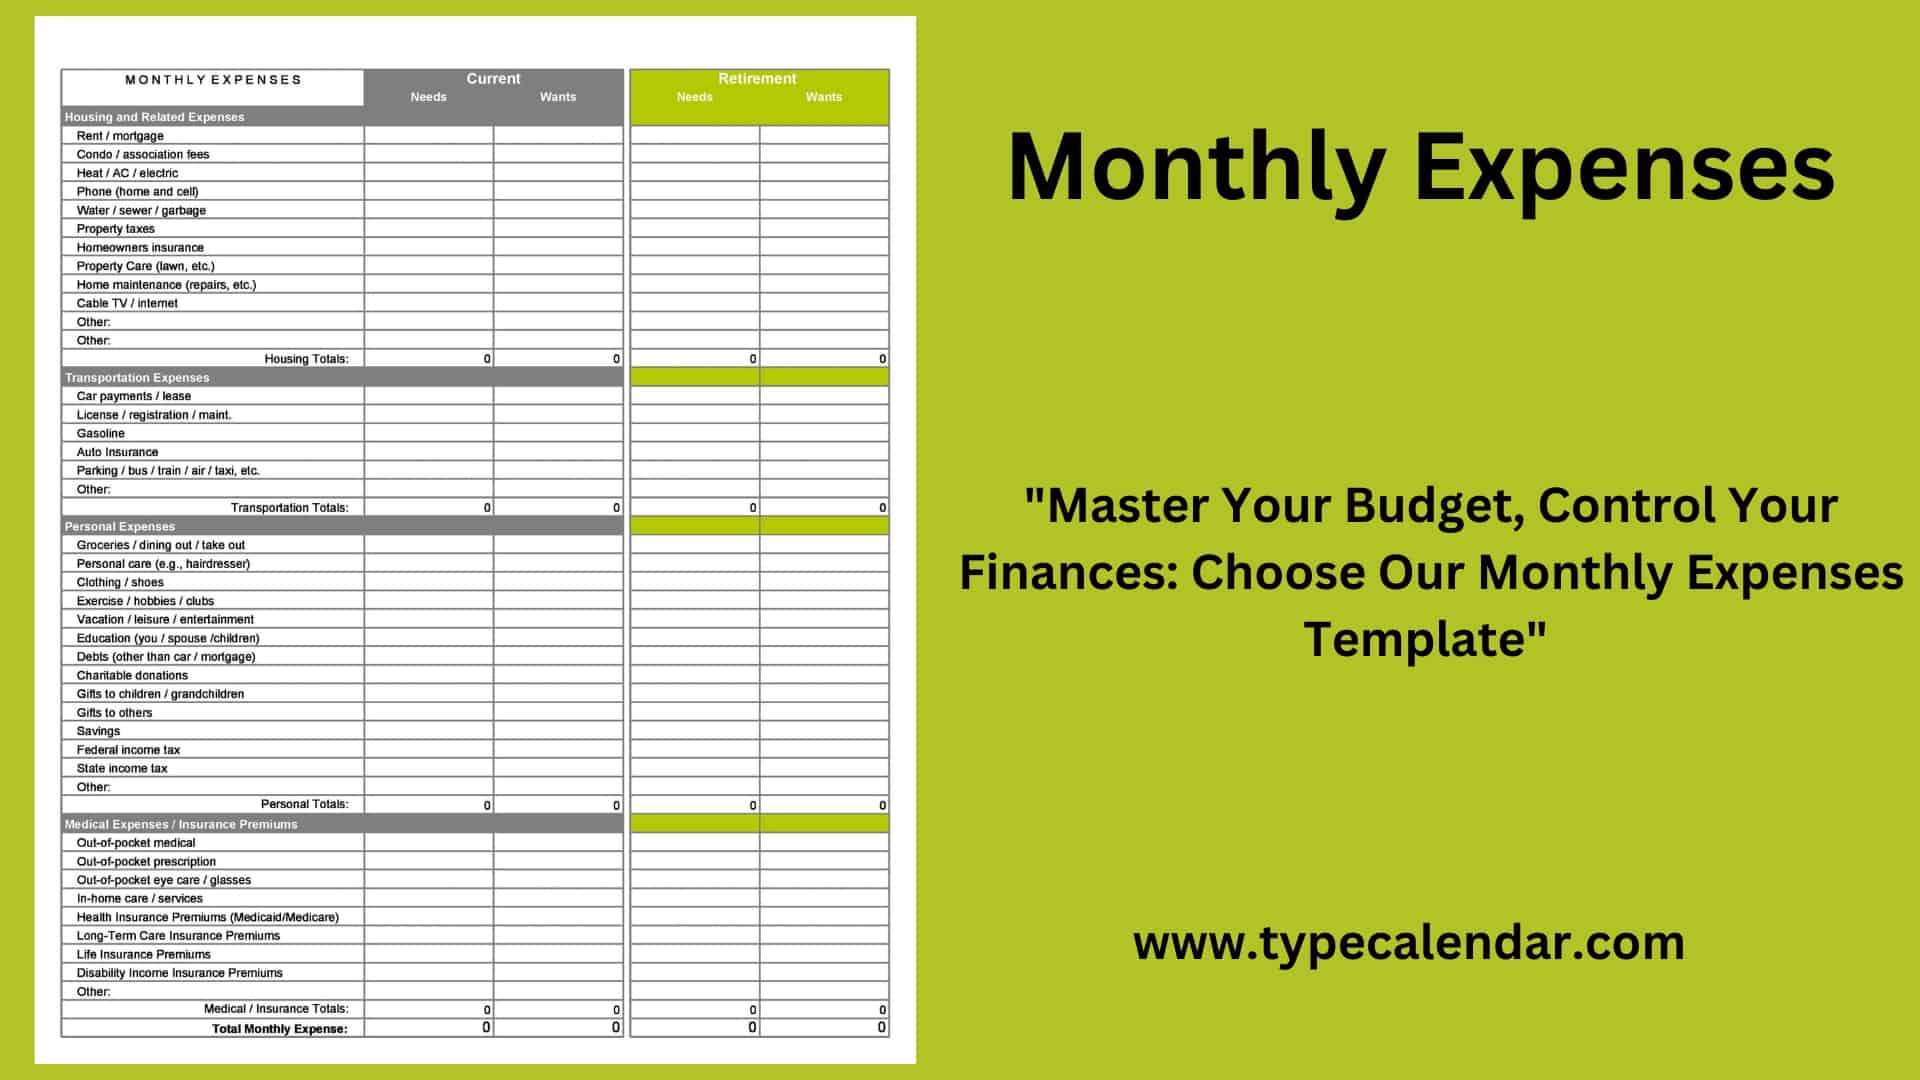 MONTHLY EXPENSES Current Retirement
Needs Wants Needs Wants
Housing and Related Expenses
Rent / mortgage
Condo / association fees
Heat / AC / electric
Phone (home and cell)
Water / sewer / garbage
Property taxes
Homeowners insurance
Property Care (lawn, etc.)
Home maintenance (repairs, etc.)
Cable TV / internet
Other:
Other:
Housing Totals: 0 0 0 0
Transportation Expenses
Car payments / lease
License / registration / maint.
Gasoline
Auto Insurance
Parking / bus / train / air / taxi, etc.
Other:
Transportation Totals: 0 0 0 0
Personal Expenses
Groceries / dining out / take out
Personal care (e.g., hairdresser)
Clothing / shoes
Exercise / hobbies / clubs
Vacation / leisure / entertainment
Education (you / spouse /children)
Debts (other than car / mortgage)
Charitable donations
Gifts to children / grandchildren
Gifts to others
Savings
Federal income tax
State income tax
Other:
Personal Totals: 0 0 0 0
Medical Expenses / Insurance Premiums
Out-of-pocket medical
Out-of-pocket prescription
Out-of-pocket eye care / glasses
In-home care / services
Health Insurance Premiums (Medicaid/Medicare)
Long-Term Care Insurance Premiums
Life Insurance Premiums
Disability Income Insurance Premiums
Other:
Medical / Insurance Totals: 0 0 0 0
Total Monthly Expense: 0 0 0 0
Monthly Expenses
"Master Your Budget, Control Your
Finances: Choose Our Monthly Expenses
Template"
www.typecalendar.com